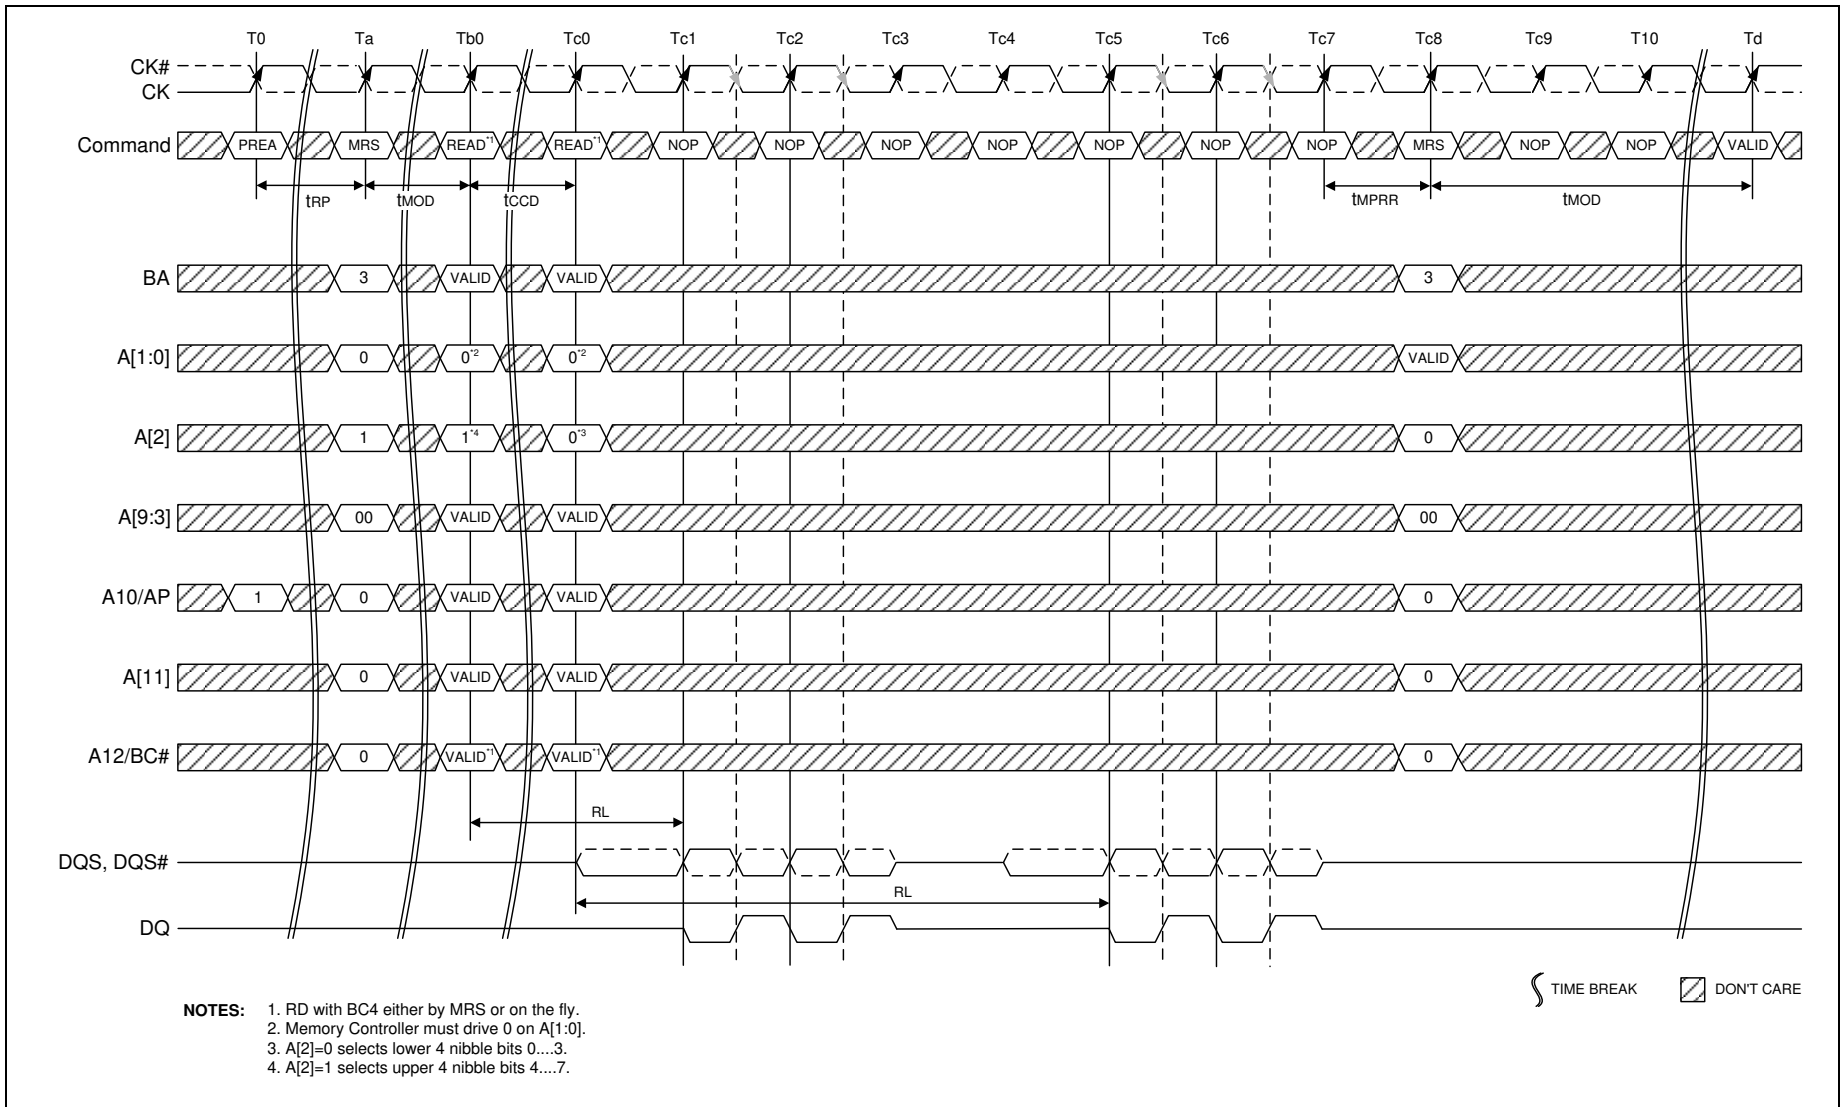 T0 Ta Tb0 Tc0 Tc1 Tc2 Tc3 Tc4 Tc5 Tc6 Tc7 Tc8 Tc9 T10 Td
CK#
CK
Command PREA MRS READ*1 READ*1 NOP NOP NOP NOP NOP NOP NOP MRS NOP NOP VALID
tRP tMOD tCCD tMPRR tMOD
BA 3 VALID VALID 3
A[1:0] 0 0*2 0*2 VALID
A[2] 1 1*4 0*3 0
A[9:3] 00 VALID VALID 00
A10/AP 1 0 VALID VALID 0
A[11] 0 VALID VALID 0
A12/BC# 0 VALID*1 VALID*1 0
RL
DQS, DQS#
RL
DQ
TIME BREAK DON'T CARE
NOTES: 1. RD with BC4 either by MRS or on the fly.
2. Memory Controller must drive 0 on A[1:0].
3. A[2]=0 selects lower 4 nibble bits 0....3.
4. A[2]=1 selects upper 4 nibble bits 4....7.